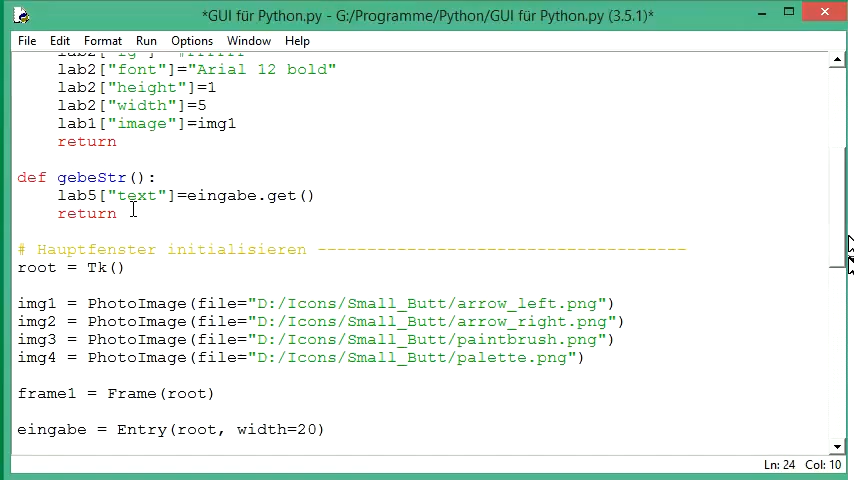 *GUI für Python.py - G:/Programme/Python/GUI für Python.py (3.5.1)*
File Edit Format Run Options Window Help
lab2["font"]="Arial 12 bold"
lab2["height"]=1
lab2["width"]=5
lab1["image"]=img1
return
def gebeStr():
lab5["text"]=eingabe.get()
return
# Hauptfenster initialisieren -------------------------------------
root = Tk()
img1 = PhotoImage(file="D:/Icons/Small_Butt/arrow_left.png")
img2 = PhotoImage(file="D:/Icons/Small_Butt/arrow_right.png")
img3 = PhotoImage(file="D:/Icons/Small_Butt/paintbrush.png")
img4 = PhotoImage(file="D:/Icons/Small_Butt/palette.png")
frame1 = Frame(root)
eingabe = Entry(root, width=20)
Ln: 24 Col: 10